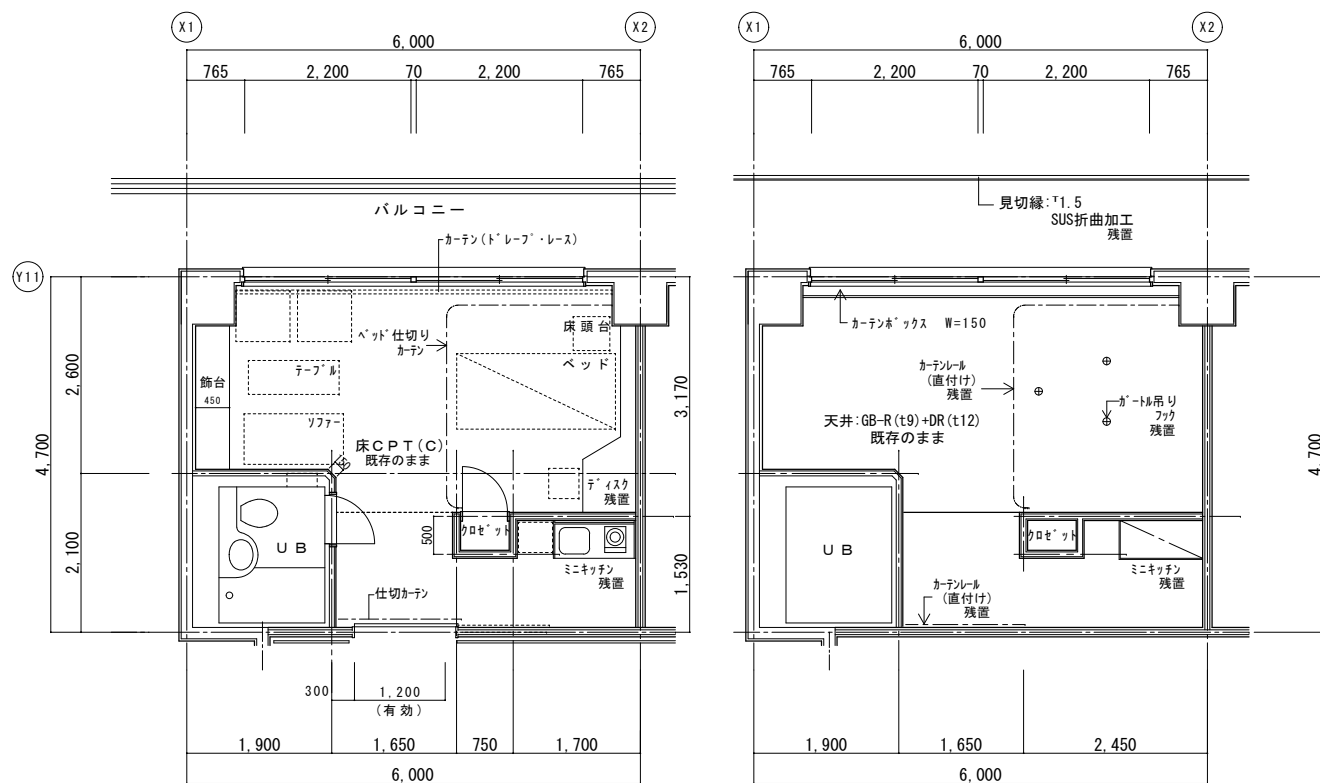 X1
X2
6,000
765
2,200
70
2,200
765
バルコニー
カーテン(ドレープ・レース)
Y11
床頭台
ベッド仕切り
カーテン
ベッド
テーブル
飾台
450
ソファー
床CPT(C)
既存のまま
2,600
4,700
2,100
3,170
1,530
ディスク
残置
クロゼット
500
UB
ミニキッチン
残置
仕切カーテン
300
1,200
(有効)
1,900
1,650
750
1,700
6,000
X1
X2
6,000
765
2,200
70
2,200
765
見切縁:T1.5
SUS折曲加工
残置
カーテンボックス W=150
カーテンレール
(直付け)
残置
ガートル吊り
フック
残置
天井:GB-R(t9)+DR(t12)
既存のまま
4,700
クロゼット
UB
ミニキッチン
残置
カーテンレール
(直付け)
残置
1,900
1,650
2,450
6,000